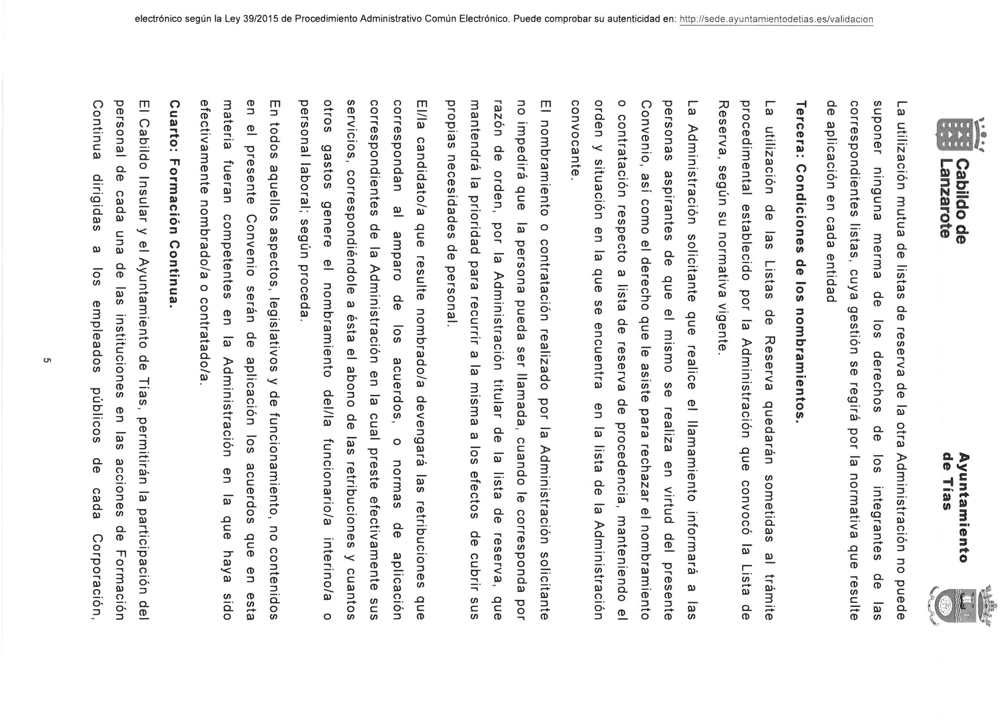 electrónico según la Ley 39/2015 de Procedimiento Administrativo Común Electrónico. Puede comprobar su autenticidad en: http://sede.ayuntamientodetias.es/validacion
Cabildo de
Lanzarote
Ayuntamiento
de Tías
La utilización mutua de listas de reserva de la otra Administración no puede
suponer ninguna merma de los derechos de los integrantes de las
correspondientes listas, cuya gestión se regirá por la normativa que resulte
de aplicación en cada entidad
Tercera: Condiciones de los nombramientos.
La utilización de las Listas de Reserva quedarán sometidas al trámite
procedimental establecido por la Administración que convocó la Lista de
Reserva, según su normativa vigente.
La Administración solicitante que realice el llamamiento informará a las
personas aspirantes de que el mismo se realiza en virtud del presente
Convenio, así como el derecho que le asiste para rechazar el nombramiento
o contratación respecto a lista de reserva de procedencia, manteniendo el
orden y situación en la que se encuentra en la lista de la Administración
convocante.
El nombramiento o contratación realizado por la Administración solicitante
no impedirá que la persona pueda ser llamada, cuando le corresponda por
razón de orden, por la Administración titular de la lista de reserva, que
mantendrá la prioridad para recurrir a la misma a los efectos de cubrir sus
propias necesidades de personal.
El/la candidato/a que resulte nombrado/a devengará las retribuciones que
correspondan al amparo de los acuerdos, o normas de aplicación
correspondientes de la Administración en la cual preste efectivamente sus
servicios, correspondiéndole a ésta el abono de las retribuciones y cuantos
otros gastos genere el nombramiento del/la funcionario/a interino/a o
personal laboral; según proceda.
En todos aquellos aspectos, legislativos y de funcionamiento, no contenidos
en el presente Convenio serán de aplicación los acuerdos que en esta
materia fueran competentes en la Administración en la que haya sido
efectivamente nombrado/a o contratado/a.
Cuarto: Formación Continua.
El Cabildo Insular y el Ayuntamiento de Tías, permitirán la participación del
personal de cada una de las instituciones en las acciones de Formación
Continua dirigidas a los empleados públicos de cada Corporación,
5